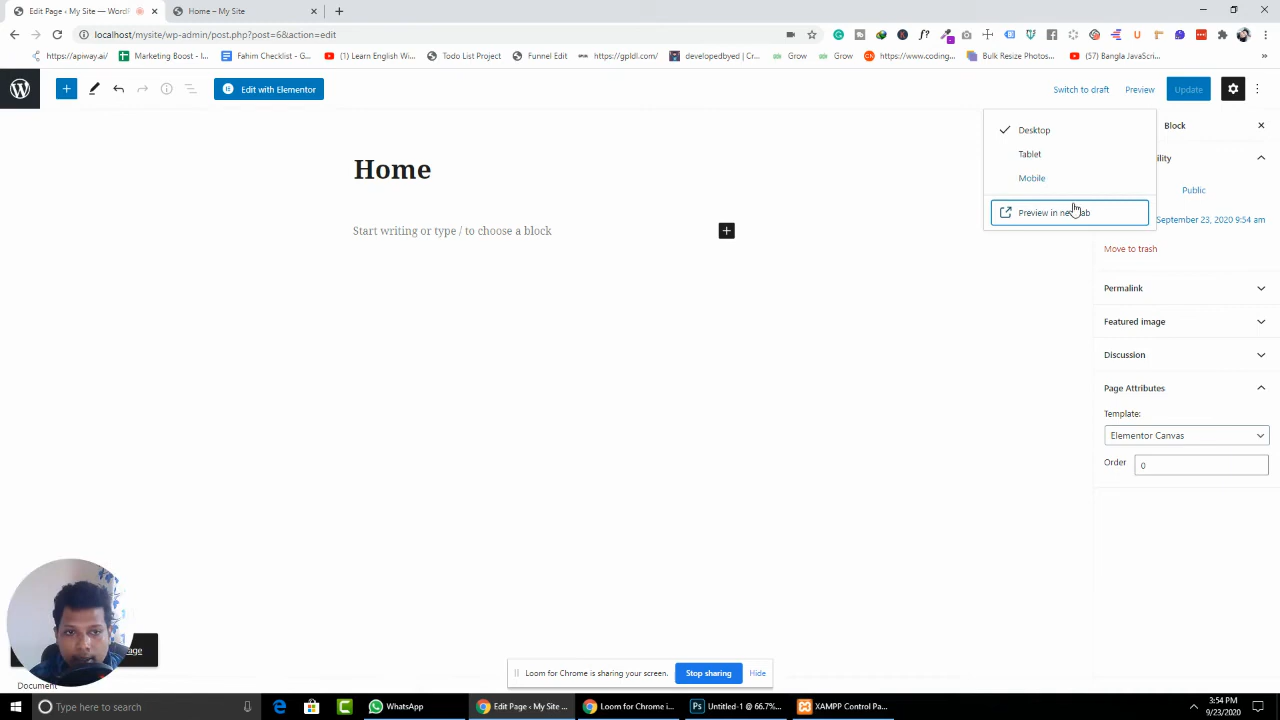 Edit Page ‹ My Site — WordP
Home – My Site
localhost/mysite/wp-admin/post.php?post=6&action=edit
https://apiway.ai/
Marketing Boost - I...
Fahim Checklist - G...
(1) Learn English Wi...
Todo List Project
Funnel Edit
https://gpldl.com/
developedbyed | Cr...
Grow
Grow
https://www.coding...
Bulk Resize Photos...
(57) Bangla JavaScri...
Edit with Elementor
Switch to draft
Preview
Update
Desktop
Tablet
Mobile
Preview in new tab
Block
Public
September 23, 2020 9:54 am
Move to trash
Permalink
Featured image
Discussion
Page Attributes
Template:
Elementor Canvas
Order
0
Home
Start writing or type / to choose a block
Document
Loom for Chrome is sharing your screen.
Stop sharing
Hide
Type here to search
WhatsApp
Edit Page ‹ My Site ...
Loom for Chrome i...
Untitled-1 @ 66.7%...
XAMPP Control Pa...
3:54 PM
9/23/2020